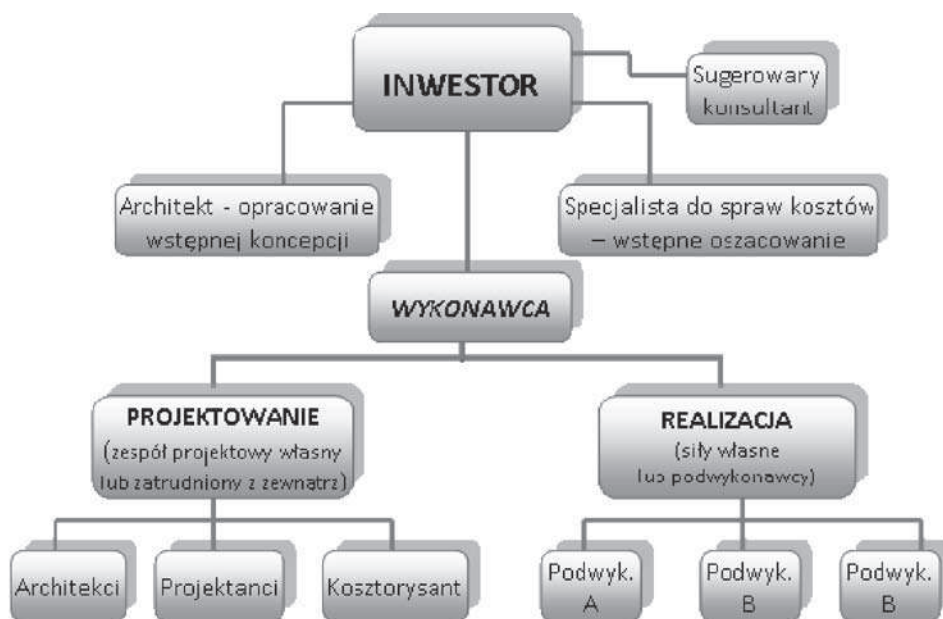 INWESTOR
Sugerowany
konsultant
Architekt - opracowanie
wstępnej koncepcji
Specjalista do spraw kosztów
– wstępne oszacowanie
WYKONAWCA
PROJEKTOWANIE
(zespół projektowy własny
lub zatrudniony z zewnątrz)
REALIZACJA
(siły własne
lub podwykonawcy)
Architekci
Projektanci
Kosztorysant
Podwyk.
A
Podwyk.
B
Podwyk.
B